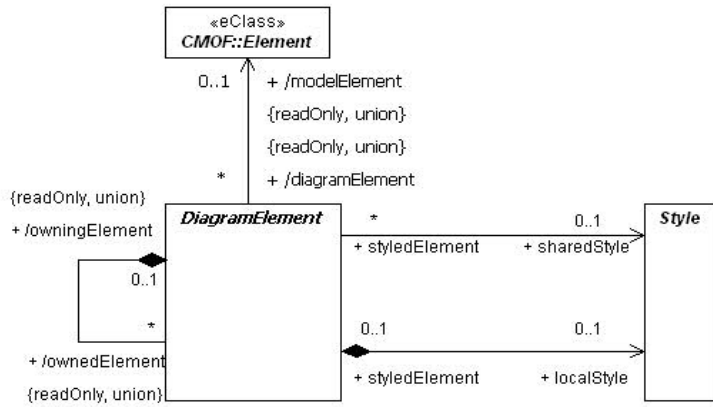 «eClass»
CMOF::Element
0..1
+ /modelElement
{readOnly, union}
{readOnly, union}
* + /diagramElement
{readOnly, union}
+ /owningElement
0..1
*
+ /ownedElement
{readOnly, union}
DiagramElement
* 0..1
+ styledElement + sharedStyle
0..1 0..1
+ styledElement + localStyle
Style